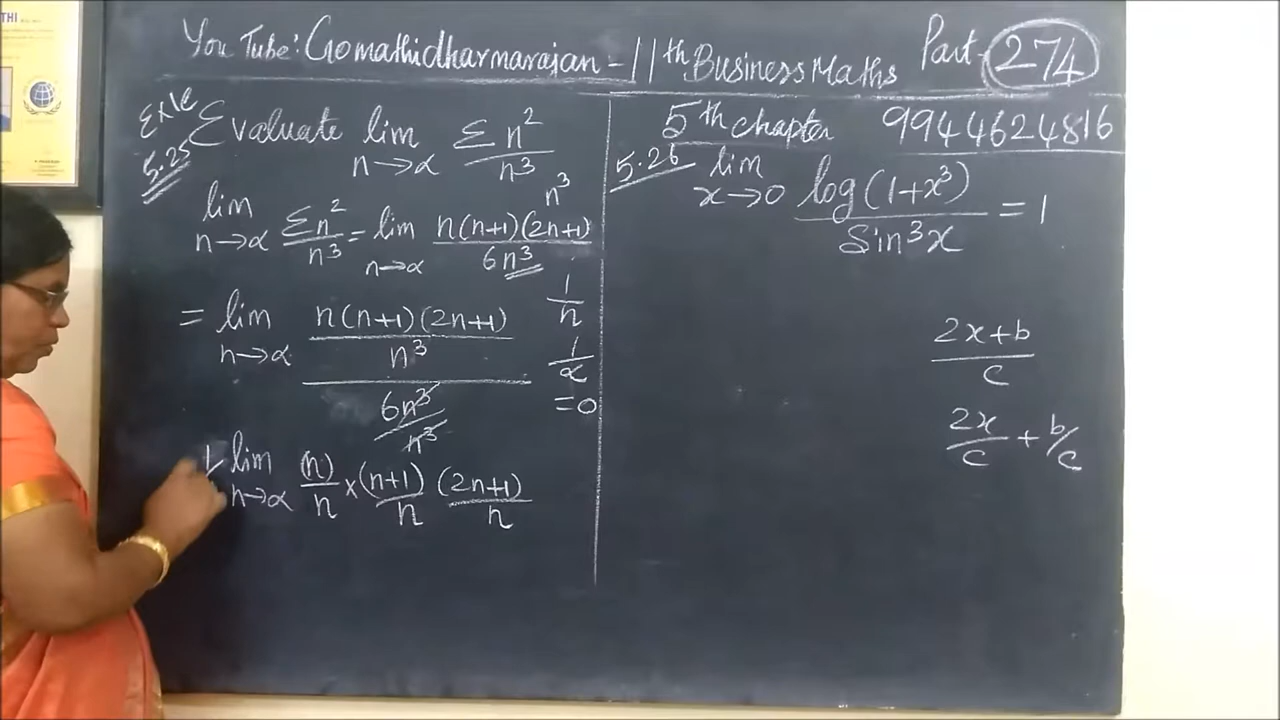 THI
You Tube: Gomathidharmarajan - 11th Business Maths Part-274
5th chapter 9944624816
Exle 5.25 Evaluate lim n→α Σn²/n³
n³
lim n→α Σn²/n³ = lim n→α n(n+1)(2n+1)/6n³
= lim n→α n(n+1)(2n+1)/n³ / 6n³/n³
1/n
1/α
=0
lim n→α (n)/n × (n+1)/n (2n+1)/n
5.26 lim x→0 log(1+x³)/Sin³x = 1
2x+b/c
2x/c + b/c